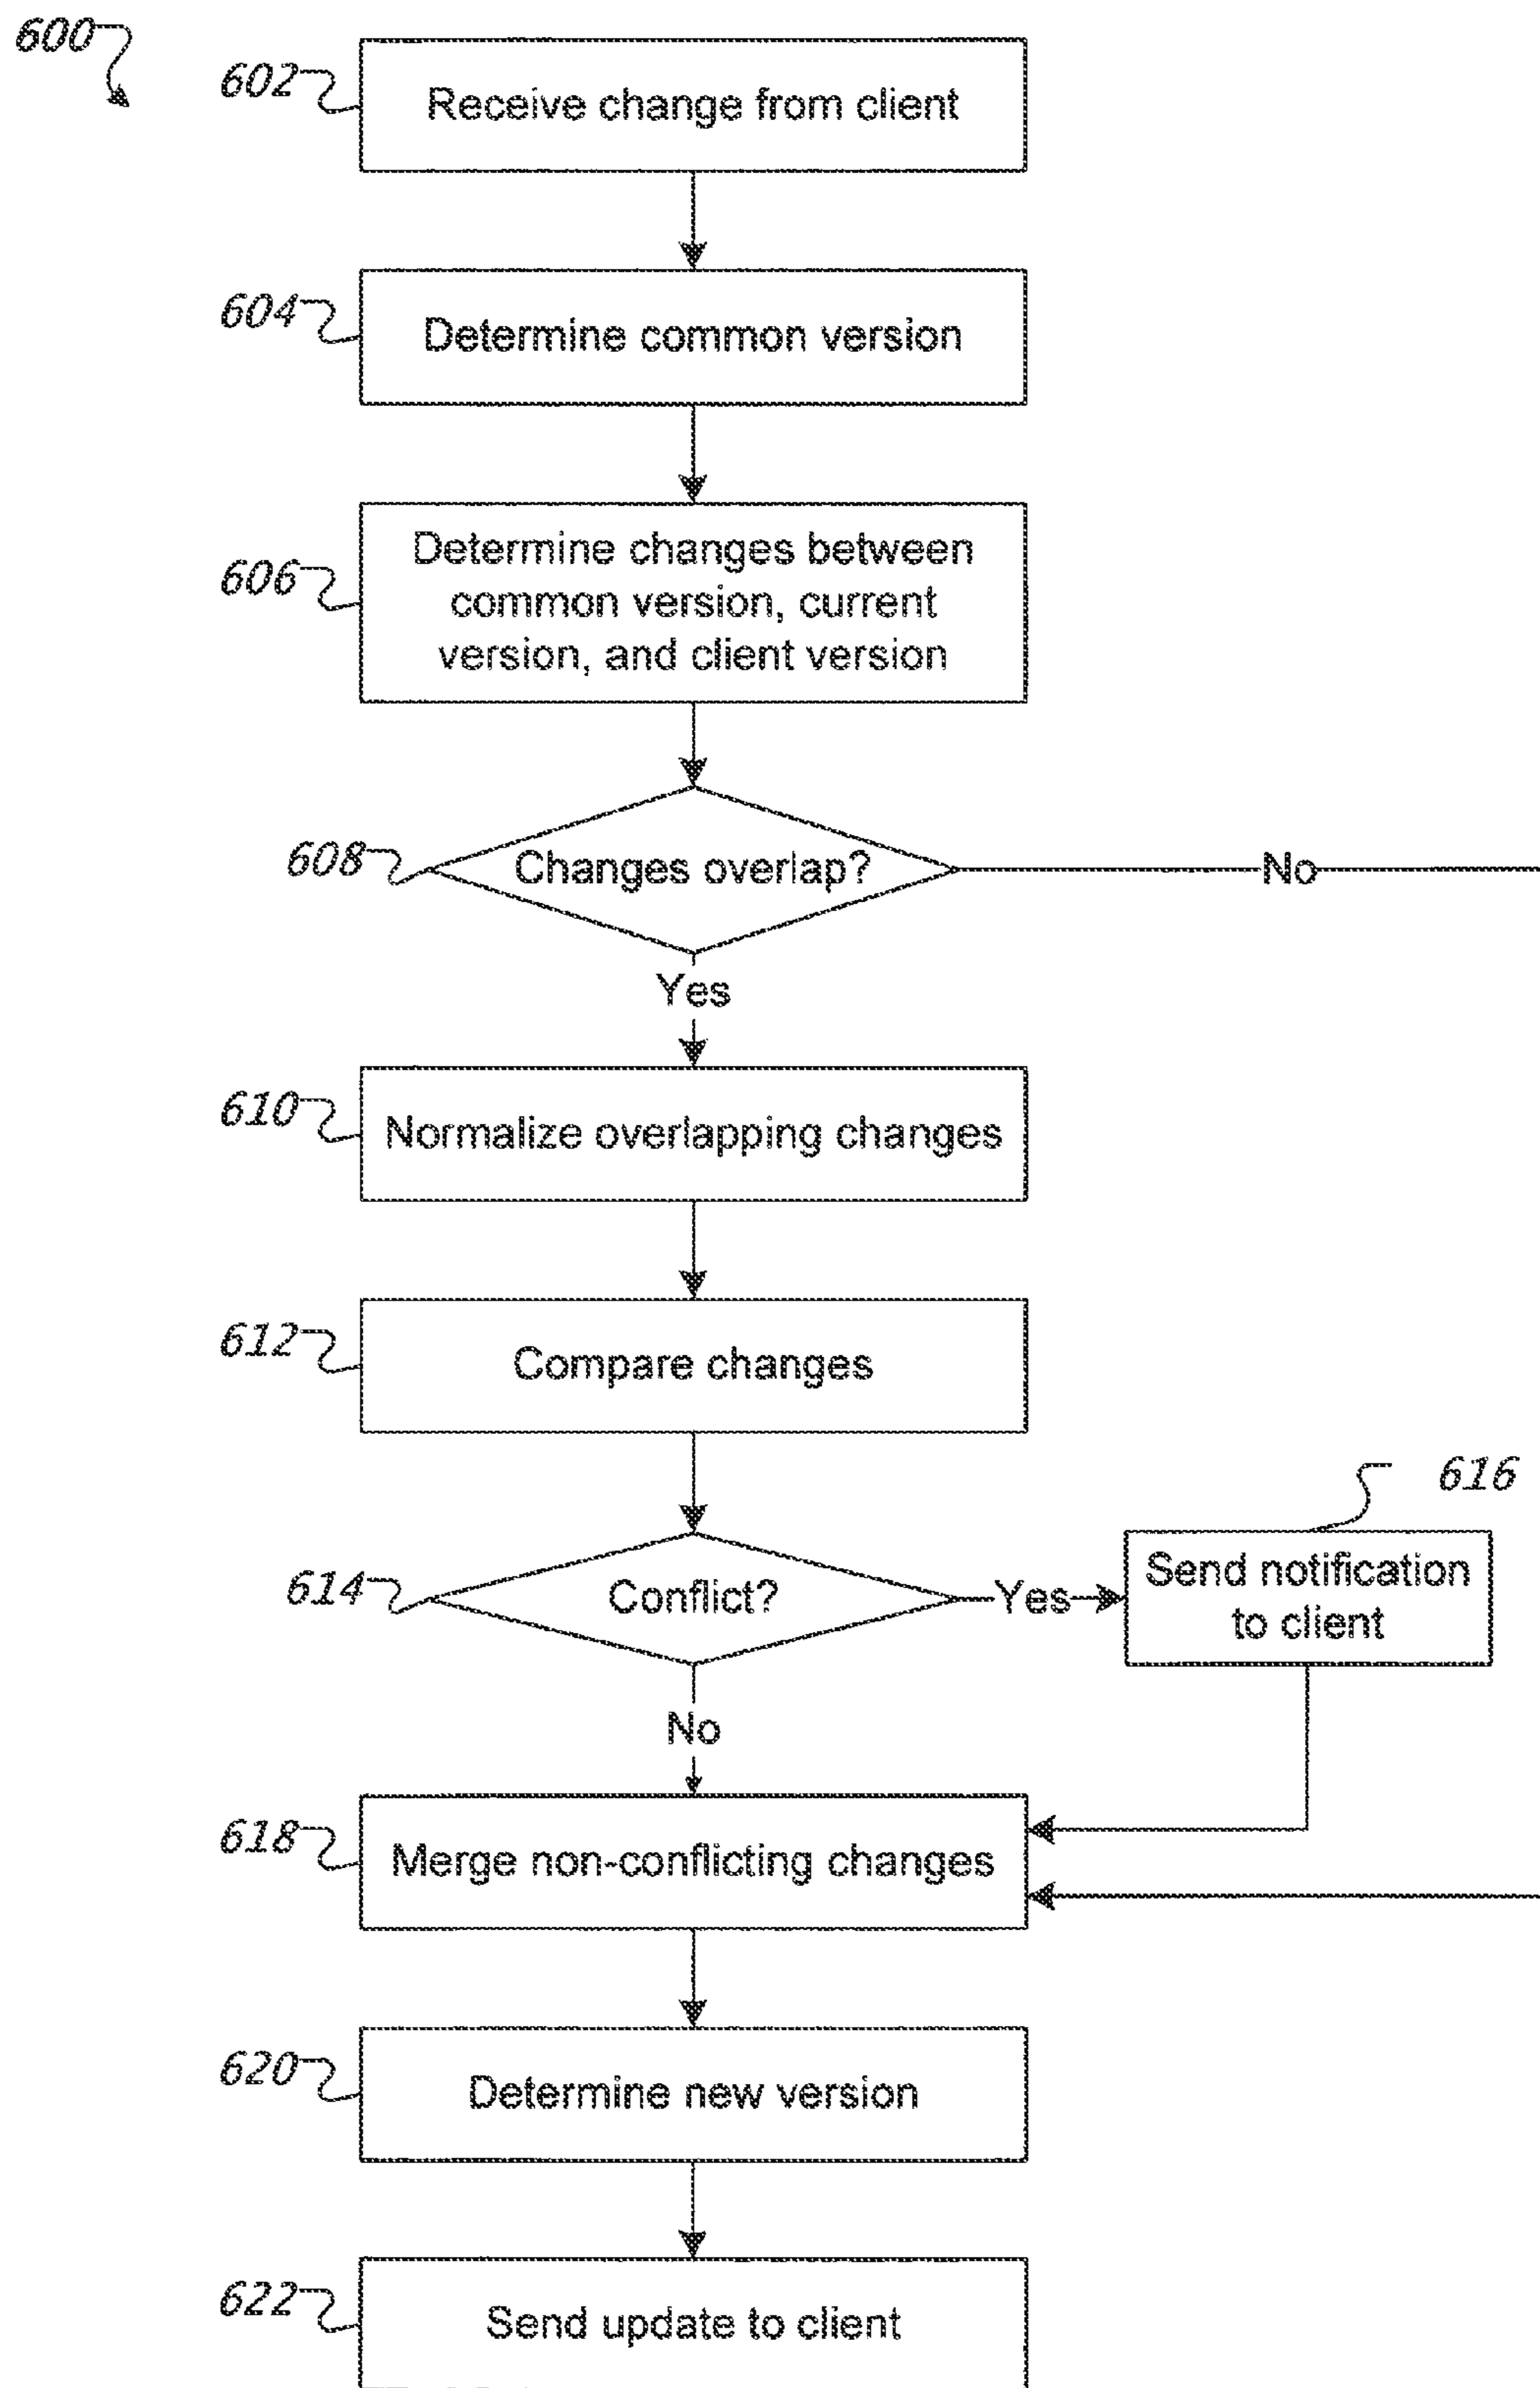 600
602
Receive change from client
604
Determine common version
606
Determine changes between
common version, current
version, and client version
608
Changes overlap?
No
Yes
610
Normalize overlapping changes
612
Compare changes
616
614
Conflict?
Yes
Send notification
to client
No
618
Merge non-conflicting changes
620
Determine new version
622
Send update to client